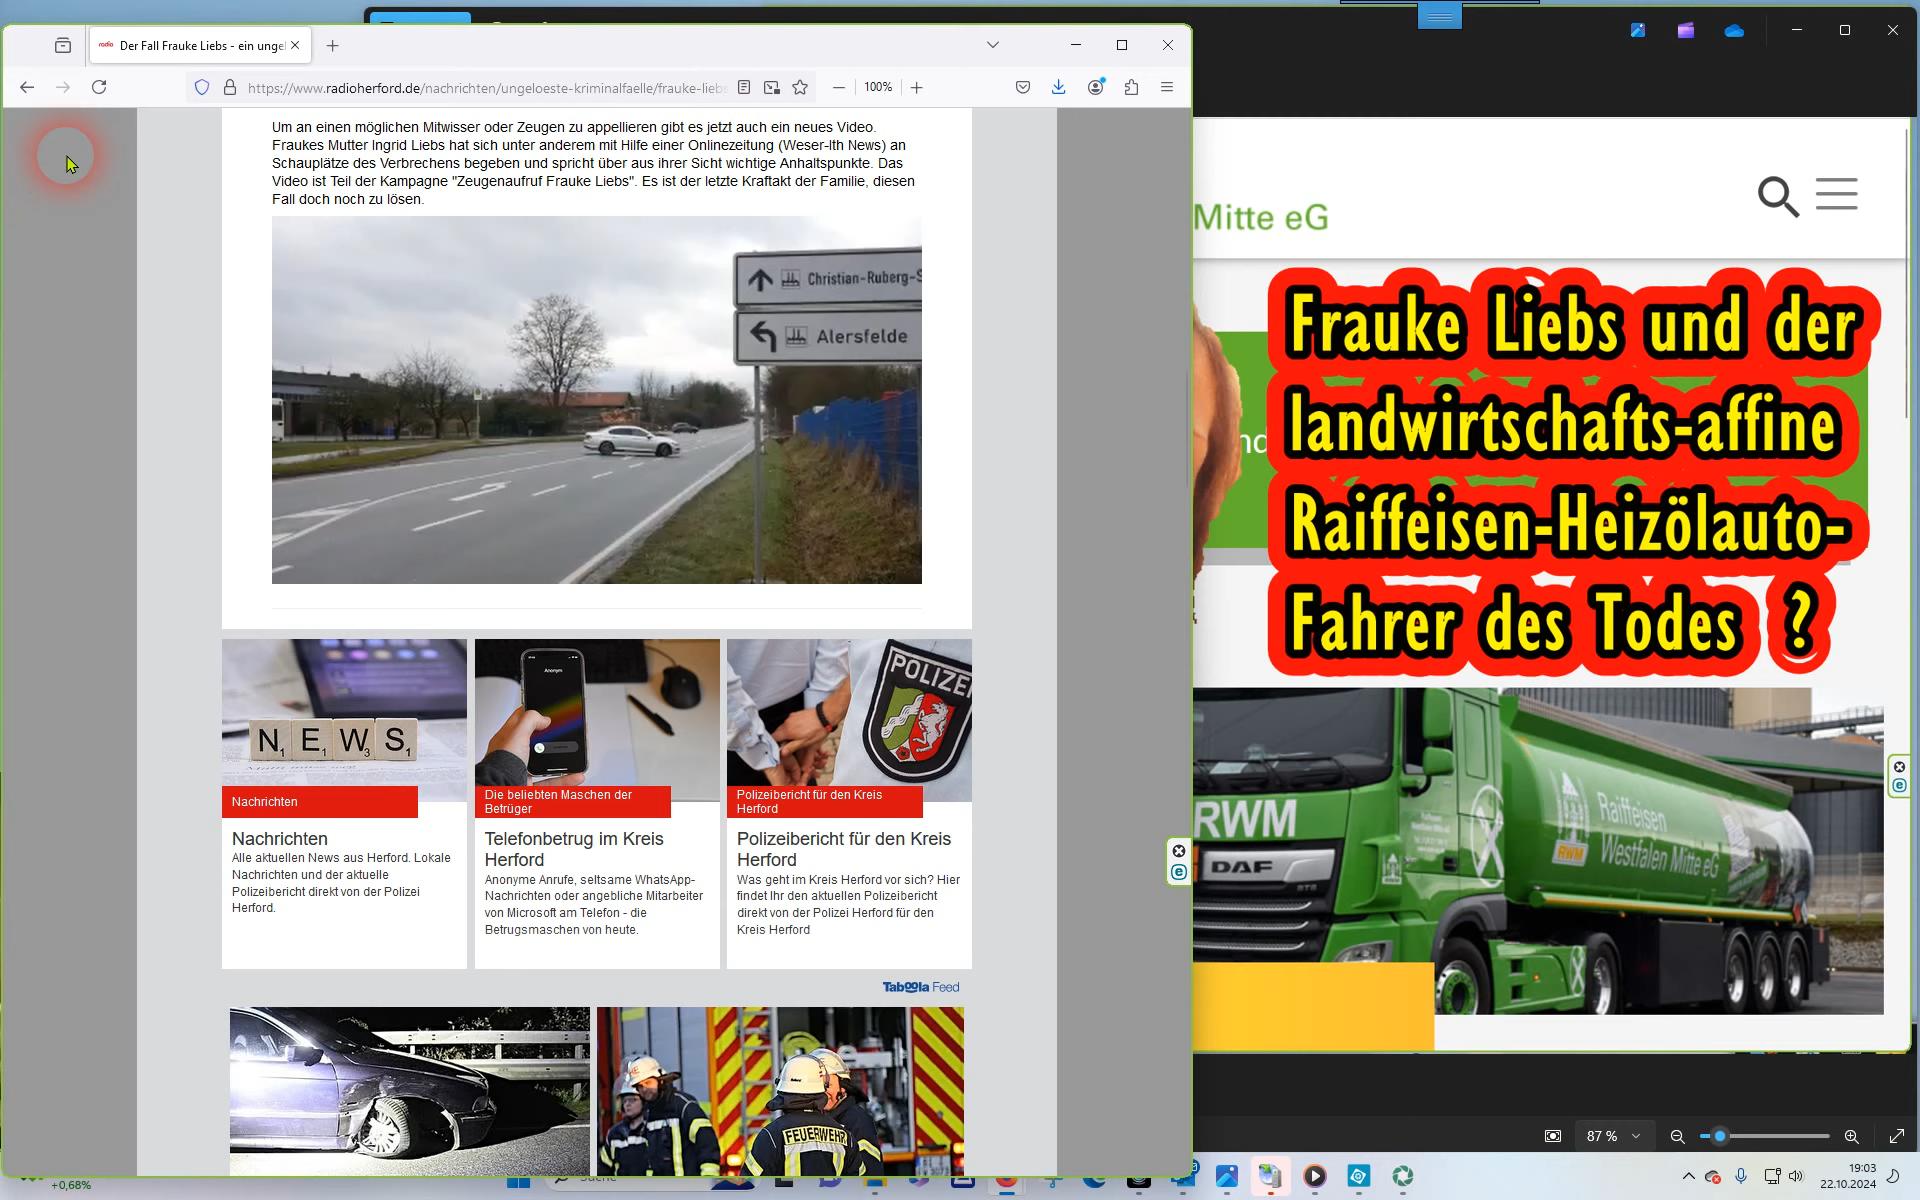 Der Fall Frauke Liebs - ein unge
https://www.radioherford.de/nachrichten/ungeloeste-kriminalfaelle/frauke-liebs
100%
Um an einen möglichen Mitwisser oder Zeugen zu appellieren gibt es jetzt auch ein neues Video.
Fraukes Mutter Ingrid Liebs hat sich unter anderem mit Hilfe einer Onlinezeitung (Weser-Ith News) an
Schauplätze des Verbrechens begeben und spricht über aus ihrer Sicht wichtige Anhaltspunkte. Das
Video ist Teil der Kampagne "Zeugenaufruf Frauke Liebs". Es ist der letzte Kraftakt der Familie, diesen
Fall doch noch zu lösen.
Christian-Ruberg-S
Alersfelde
NEWS
Anonym
POLIZEI
Nachrichten
Die beliebten Maschen der
Betrüger
Polizeibericht für den Kreis
Herford
Nachrichten
Alle aktuellen News aus Herford. Lokale
Nachrichten und der aktuelle
Polizeibericht direkt von der Polizei
Herford.
Telefonbetrug im Kreis
Herford
Anonyme Anrufe, seltsame WhatsApp-
Nachrichten oder angebliche Mitarbeiter
von Microsoft am Telefon - die
Betrugsmaschen von heute.
Polizeibericht für den Kreis
Herford
Was geht im Kreis Herford vor sich? Hier
findet Ihr den aktuellen Polizeibericht
direkt von der Polizei Herford für den
Kreis Herford
Taboola Feed
FEUERWEHR
Mitte eG
Frauke Liebs und der
landwirtschafts-affine
Raiffeisen-Heizölauto-
Fahrer des Todes ?
nd
RWM
DAF
Raiffeisen
Westfalen Mitte eG
RWM
87 %
+0,68%
Suche
19:03
22.10.2024